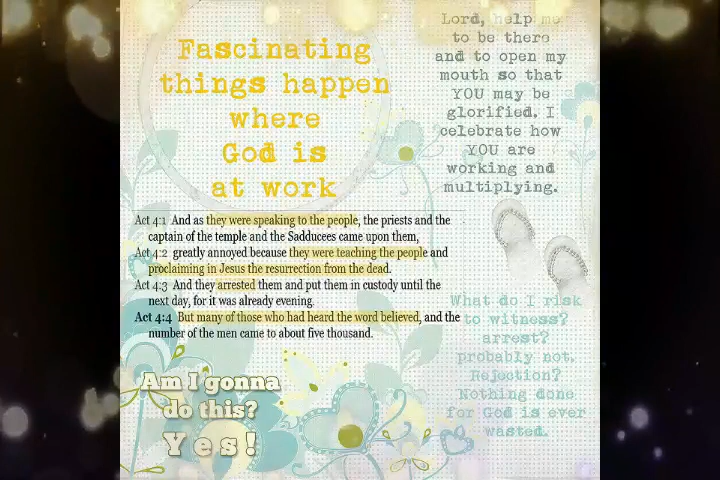 Fascinating
things happen
where
God is
at work
Lord, help me
to be there
and to open my
mouth so that
YOU may be
glorified. I
celebrate how
YOU are
working and
multiplying.
Act 4:1 And as they were speaking to the people, the priests and the
captain of the temple and the Sadducees came upon them,
Act 4:2 greatly annoyed because they were teaching the people and
proclaiming in Jesus the resurrection from the dead.
Act 4:3 And they arrested them and put them in custody until the
next day, for it was already evening.
Act 4:4 But many of those who had heard the word believed, and the
number of the men came to about five thousand.
What do I risk
to witness?
arrest?
probably not.
Rejection?
Nothing done
for God is ever
wasted.
Am I gonna
do this?
Yes!